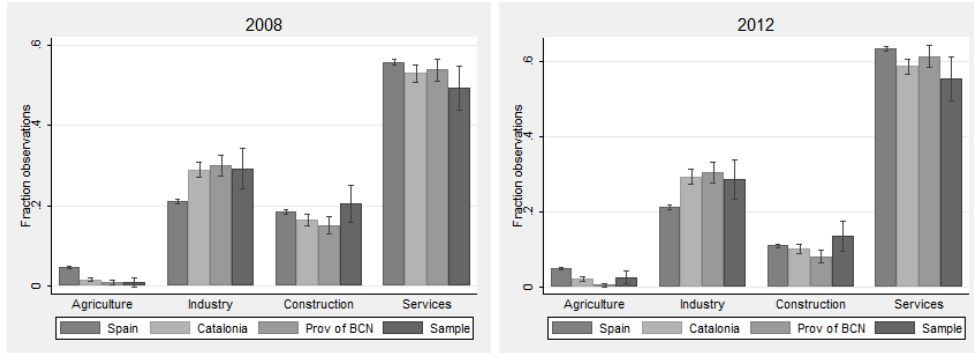 2008
Fraction observations
.6
.4
.2
0
Agriculture Industry Construction Services
Spain Catalonia Prov of BCN Sample
2012
Fraction observations
.6
.4
.2
0
Agriculture Industry Construction Services
Spain Catalonia Prov of BCN Sample